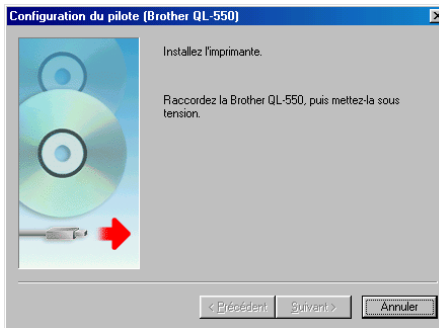 Configuration du pilote (Brother QL-550)
Installez l'imprimante.
Raccordez la Brother QL-550, puis mettez-la sous
tension.
< Précédent
Suivant >
Annuler